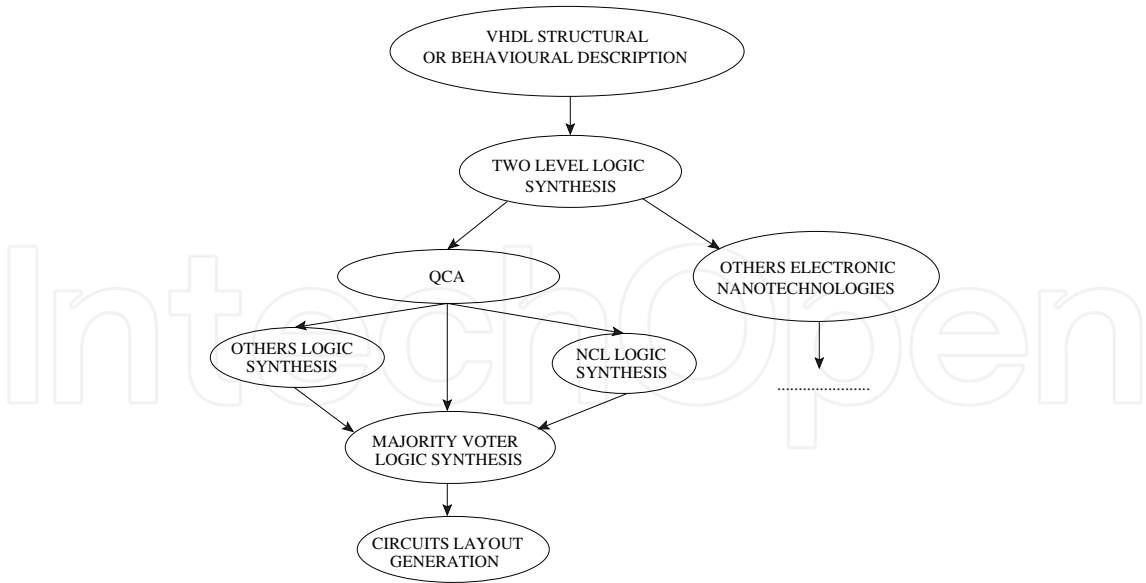 VHDL STRUCTURAL
OR BEHAVIOURAL DESCRIPTION
TWO LEVEL LOGIC
SYNTHESIS
QCA
OTHERS ELECTRONIC
NANOTECHNOLOGIES
OTHERS LOGIC
SYNTHESIS
NCL LOGIC
SYNTHESIS
MAJORITY VOTER
LOGIC SYNTHESIS
CIRCUITS LAYOUT
GENERATION
IntechOpen